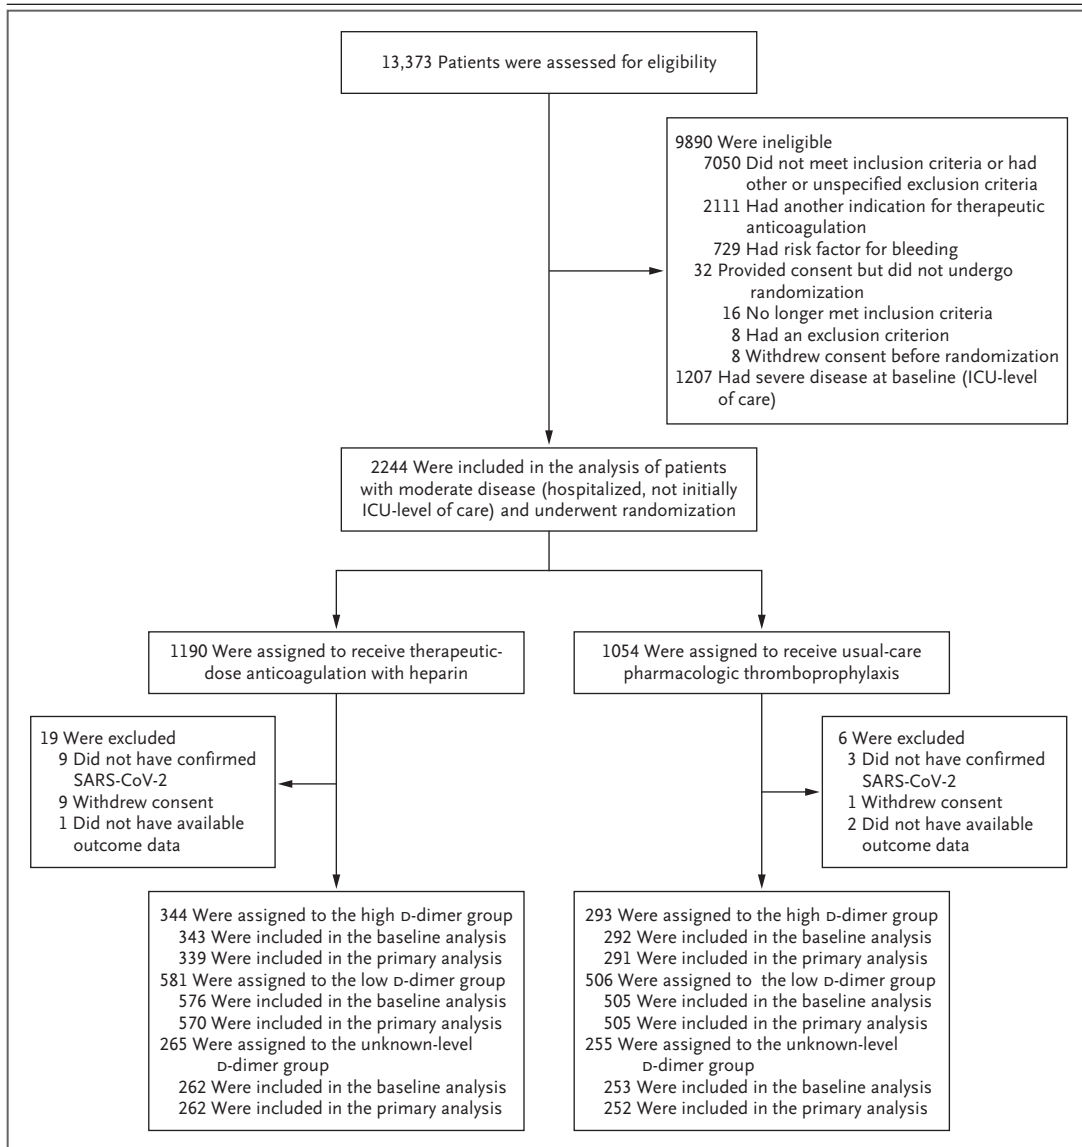 13,373 Patients were assessed for eligibility
9890 Were ineligible
7050 Did not meet inclusion criteria or had
other or unspecified exclusion criteria
2111 Had another indication for therapeutic
anticoagulation
729 Had risk factor for bleeding
32 Provided consent but did not undergo
randomization
16 No longer met inclusion criteria
8 Had an exclusion criterion
8 Withdrew consent before randomization
1207 Had severe disease at baseline (ICU-level
of care)
2244 Were included in the analysis of patients
with moderate disease (hospitalized, not initially
ICU-level of care) and underwent randomization
1190 Were assigned to receive therapeutic-
dose anticoagulation with heparin
1054 Were assigned to receive usual-care
pharmacologic thromboprophylaxis
19 Were excluded
9 Did not have confirmed
SARS-CoV-2
9 Withdrew consent
1 Did not have available
outcome data
6 Were excluded
3 Did not have confirmed
SARS-CoV-2
1 Withdrew consent
2 Did not have available
outcome data
344 Were assigned to the high D-dimer group
343 Were included in the baseline analysis
339 Were included in the primary analysis
581 Were assigned to the low D-dimer group
576 Were included in the baseline analysis
570 Were included in the primary analysis
265 Were assigned to the unknown-level
D-dimer group
262 Were included in the baseline analysis
262 Were included in the primary analysis
293 Were assigned to the high D-dimer group
292 Were included in the baseline analysis
291 Were included in the primary analysis
506 Were assigned to the low D-dimer group
505 Were included in the baseline analysis
505 Were included in the primary analysis
255 Were assigned to the unknown-level
D-dimer group
253 Were included in the baseline analysis
252 Were included in the primary analysis